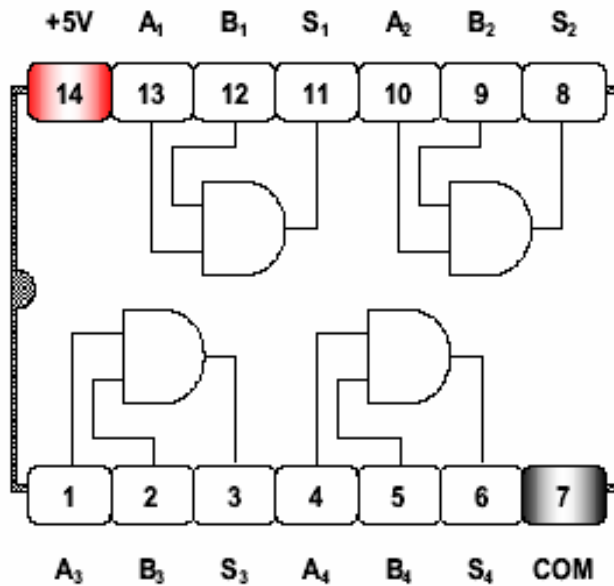 +5V A₁ B₁ S₁ A₂ B₂ S₂
14 13 12 11 10 9 8
1 2 3 4 5 6 7
A₃ B₃ S₃ A₄ B₄ S₄ COM